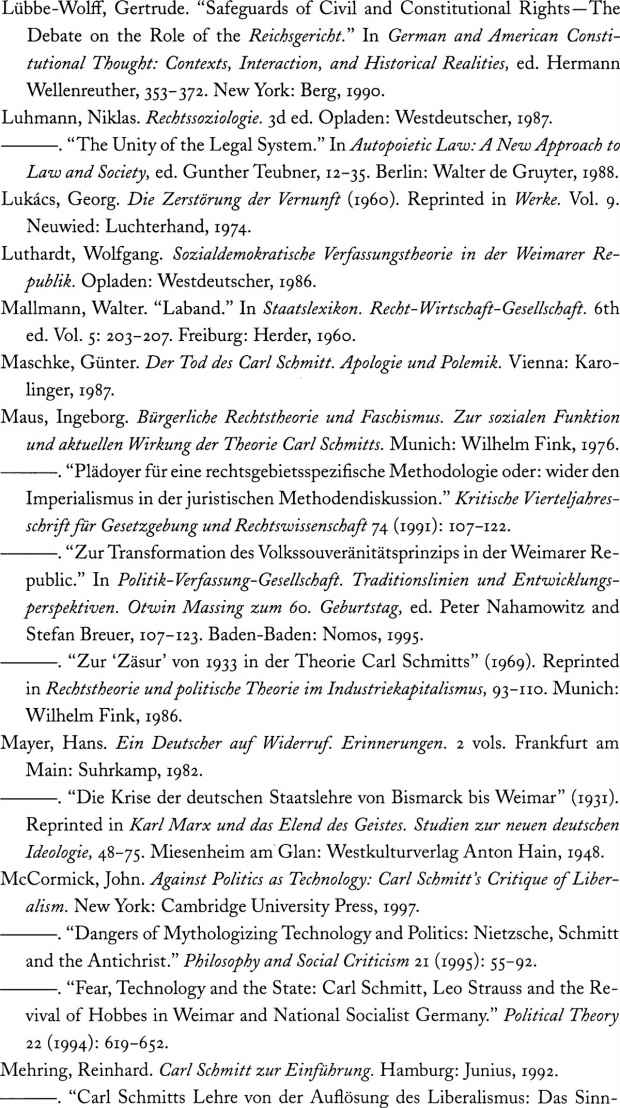 Lübbe-Wolff, Gertrude. “Safeguards of Civil and Constitutional Rights—The
Debate on the Role of the Reichsgericht.” In German and American Consti-
tutional Thought: Contexts, Interaction, and Historical Realities, ed. Hermann
Wellenreuther, 353–372. New York: Berg, 1990.
Luhmann, Niklas. Rechtssoziologie. 3d ed. Opladen: Westdeutscher, 1987.
———. “The Unity of the Legal System.” In Autopoietic Law: A New Approach to
Law and Society, ed. Gunther Teubner, 12–35. Berlin: Walter de Gruyter, 1988.
Lukács, Georg. Die Zerstörung der Vernunft (1960). Reprinted in Werke. Vol. 9.
Neuwied: Luchterhand, 1974.
Luthardt, Wolfgang. Sozialdemokratische Verfassungstheorie in der Weimarer Re-
publik. Opladen: Westdeutscher, 1986.
Mallmann, Walter. “Laband.” In Staatslexikon. Recht-Wirtschaft-Gesellschaft. 6th
ed. Vol. 5: 203–207. Freiburg: Herder, 1960.
Maschke, Günter. Der Tod des Carl Schmitt. Apologie und Polemik. Vienna: Karo-
linger, 1987.
Maus, Ingeborg. Bürgerliche Rechtstheorie und Faschismus. Zur sozialen Funktion
und aktuellen Wirkung der Theorie Carl Schmitts. Munich: Wilhelm Fink, 1976.
———. “Plädoyer für eine rechtsgebietsspezifische Methodologie oder: wider den
Imperialismus in der juristischen Methodendiskussion.” Kritische Vierteljahres-
schrift für Gesetzgebung und Rechtswissenschaft 74 (1991): 107–122.
———. “Zur Transformation des Volkssouveränitätsprinzips in der Weimarer Re-
public.” In Politik-Verfassung-Gesellschaft. Traditionslinien und Entwicklungs-
perspektiven. Otwin Massing zum 60. Geburtstag, ed. Peter Nahamowitz and
Stefan Breuer, 107–123. Baden-Baden: Nomos, 1995.
———. “Zur ‘Zäsur’ von 1933 in der Theorie Carl Schmitts” (1969). Reprinted
in Rechtstheorie und politische Theorie im Industriekapitalismus, 93–110. Munich:
Wilhelm Fink, 1986.
Mayer, Hans. Ein Deutscher auf Widerruf. Erinnerungen. 2 vols. Frankfurt am
Main: Suhrkamp, 1982.
———. “Die Krise der deutschen Staatslehre von Bismarck bis Weimar” (1931).
Reprinted in Karl Marx und das Elend des Geistes. Studien zur neuen deutschen
Ideologie, 48–75. Miesenheim am Glan: Westkulturverlag Anton Hain, 1948.
McCormick, John. Against Politics as Technology: Carl Schmitt’s Critique of Liber-
alism. New York: Cambridge University Press, 1997.
———. “Dangers of Mythologizing Technology and Politics: Nietzsche, Schmitt
and the Antichrist.” Philosophy and Social Criticism 21 (1995): 55–92.
———. “Fear, Technology and the State: Carl Schmitt, Leo Strauss and the Re-
vival of Hobbes in Weimar and National Socialist Germany.” Political Theory
22 (1994): 619–652.
Mehring, Reinhard. Carl Schmitt zur Einführung. Hamburg: Junius, 1992.
———. “Carl Schmitts Lehre von der Auflösung des Liberalismus: Das Sinn-